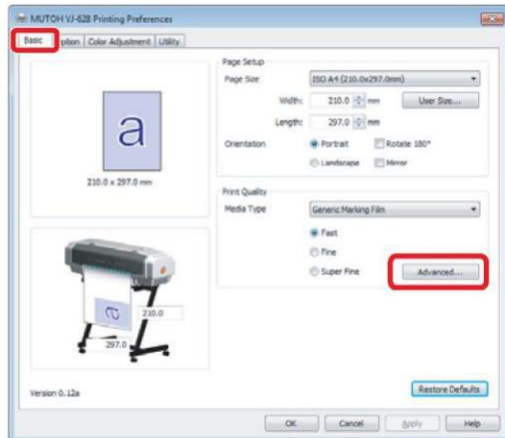 MUTOH VJ-628 Printing Preferences
Basic ption Color Adjustment Utility
Page Setup
Page Size ISO A4 (210.0x297.0mm)
Width: 210.0 mm User Size...
Length: 297.0 mm
Orientation Portrait Rotate 180°
Landscape Mirror
a
210.0 x 297.0 mm
Print Quality
Media Type Generic Marking Film
Fast
Fine
Super Fine Advanced...
a
210.0
297.0
Version 0.12a
Restore Defaults
OK Cancel Apply Help